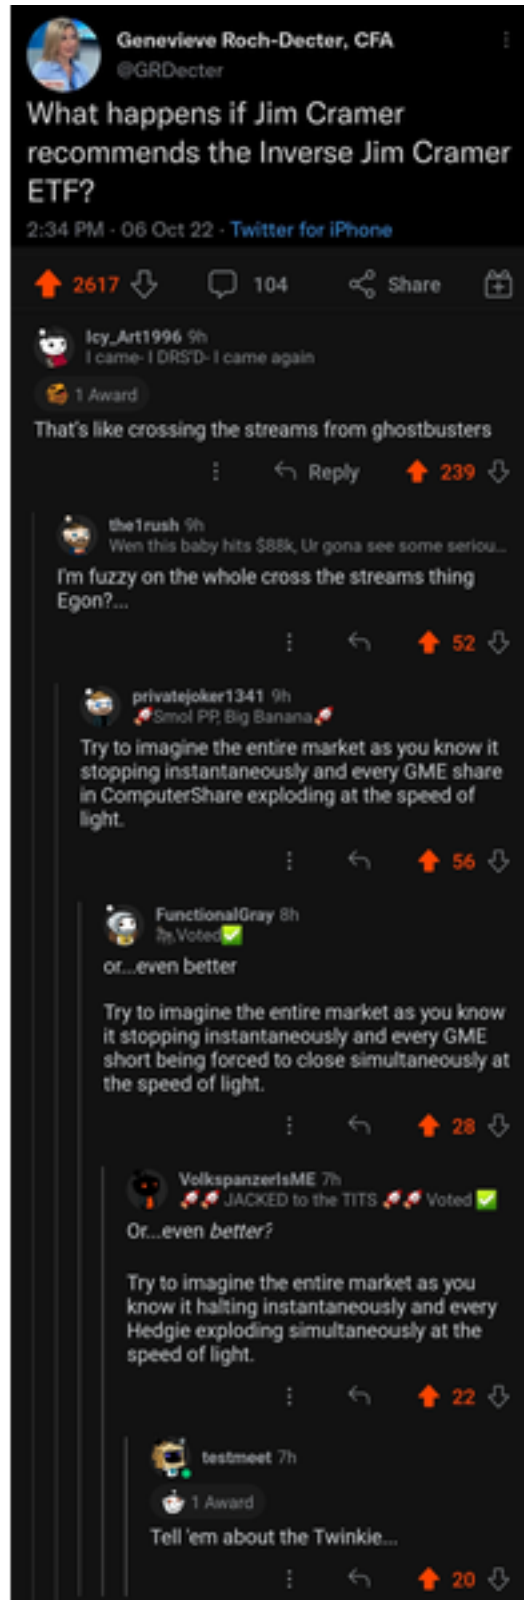 Genevieve Roch-Decter, CFA
@GRDecter
What happens if Jim Cramer
recommends the Inverse Jim Cramer
ETF?
2:34 PM - 06 Oct 22 - Twitter for iPhone
2617 104 Share
Icy_Art1996 9h
I came- I DRS'D- I came again
1 Award
That's like crossing the streams from ghostbusters
Reply 239
the1rush 9h
Wen this baby hits $88k, Ur gona see some seriou...
I'm fuzzy on the whole cross the streams thing
Egon?...
52
privatejoker1341 9h
🚀Smol PP, Big Banana🚀
Try to imagine the entire market as you know it
stopping instantaneously and every GME share
in ComputerShare exploding at the speed of
light.
56
FunctionalGray 8h
Voted✅
or...even better
Try to imagine the entire market as you know
it stopping instantaneously and every GME
short being forced to close simultaneously at
the speed of light.
28
VolkspanzerIsME 7h
🚀🚀 JACKED to the TITS 🚀🚀 Voted ✅
Or...even better?
Try to imagine the entire market as you
know it halting instantaneously and every
Hedgie exploding simultaneously at the
speed of light.
22
testmeet 7h
1 Award
Tell 'em about the Twinkie...
20